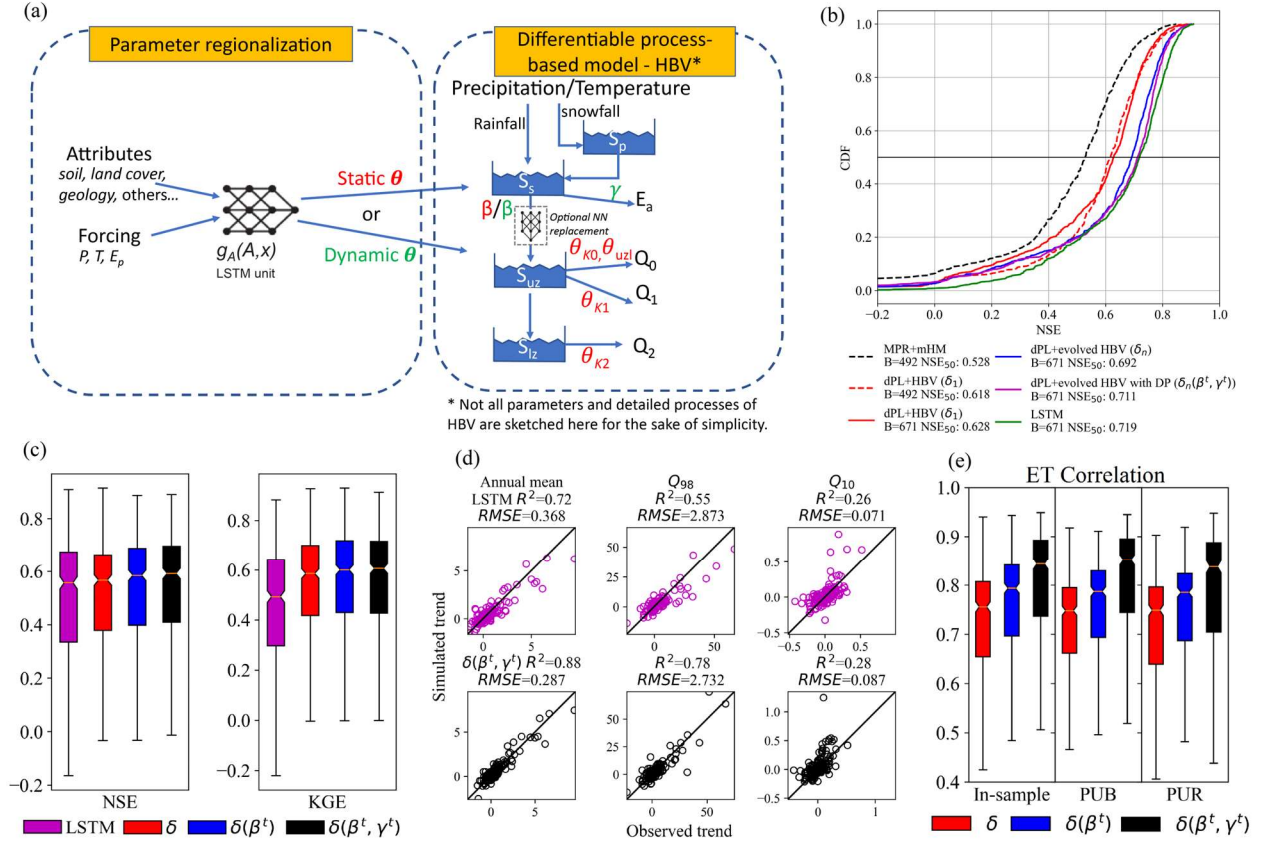 (a)
Parameter regionalization
Differentiable process-
based model - HBV*
Precipitation/Temperature
Rainfall
snowfall
Sp
Attributes
soil, land cover,
geology, others...
Forcing
P, T, Ep
gA(A,x)
LSTM unit
Static θ
or
Dynamic θ
Ss
γ
Ea
β/β
Optional NN
replacement
θK0, θuzl
Q0
Suz
Q1
θK1
Slz
θK2
Q2
* Not all parameters and detailed processes of
HBV are sketched here for the sake of simplicity.
(b)
1.0
0.8
0.6
0.4
0.2
0.0
CDF
−0.2 0.0 0.2 0.4 0.6 0.8 1.0
NSE
MPR+mHM
B=492 NSE50: 0.528
dPL+HBV (δ1)
B=492 NSE50: 0.618
dPL+HBV (δ1)
B=671 NSE50: 0.628
dPL+evolved HBV (δn)
B=671 NSE50: 0.692
dPL+evolved HBV with DP (δn(βt, γt))
B=671 NSE50: 0.711
LSTM
B=671 NSE50: 0.719
(c)
0.8
0.6
0.4
0.2
0.0
−0.2
NSE
0.8
0.6
0.4
0.2
0.0
−0.2
KGE
LSTM δ δ(βt) δ(βt, γt)
(d)
Annual mean
LSTM R2=0.72
RMSE=0.368
5
0
0 5
Q98
R2=0.55
RMSE=2.873
50
25
0
0 50
Q10
R2=0.26
RMSE=0.071
0.5
0.0
−0.5
−0.5 0.0 0.5
Simulated trend
δ(βt, γt) R2=0.88
RMSE=0.287
5
0
0 5
R2=0.78
RMSE=2.732
50
25
0
0 50
R2=0.28
RMSE=0.087
1.0
0.5
0.0
−0.5
0 1
Observed trend
(e)
ET Correlation
1.0
0.9
0.8
0.7
0.6
0.5
0.4
In-sample PUB PUR
δ δ(βt) δ(βt, γt)